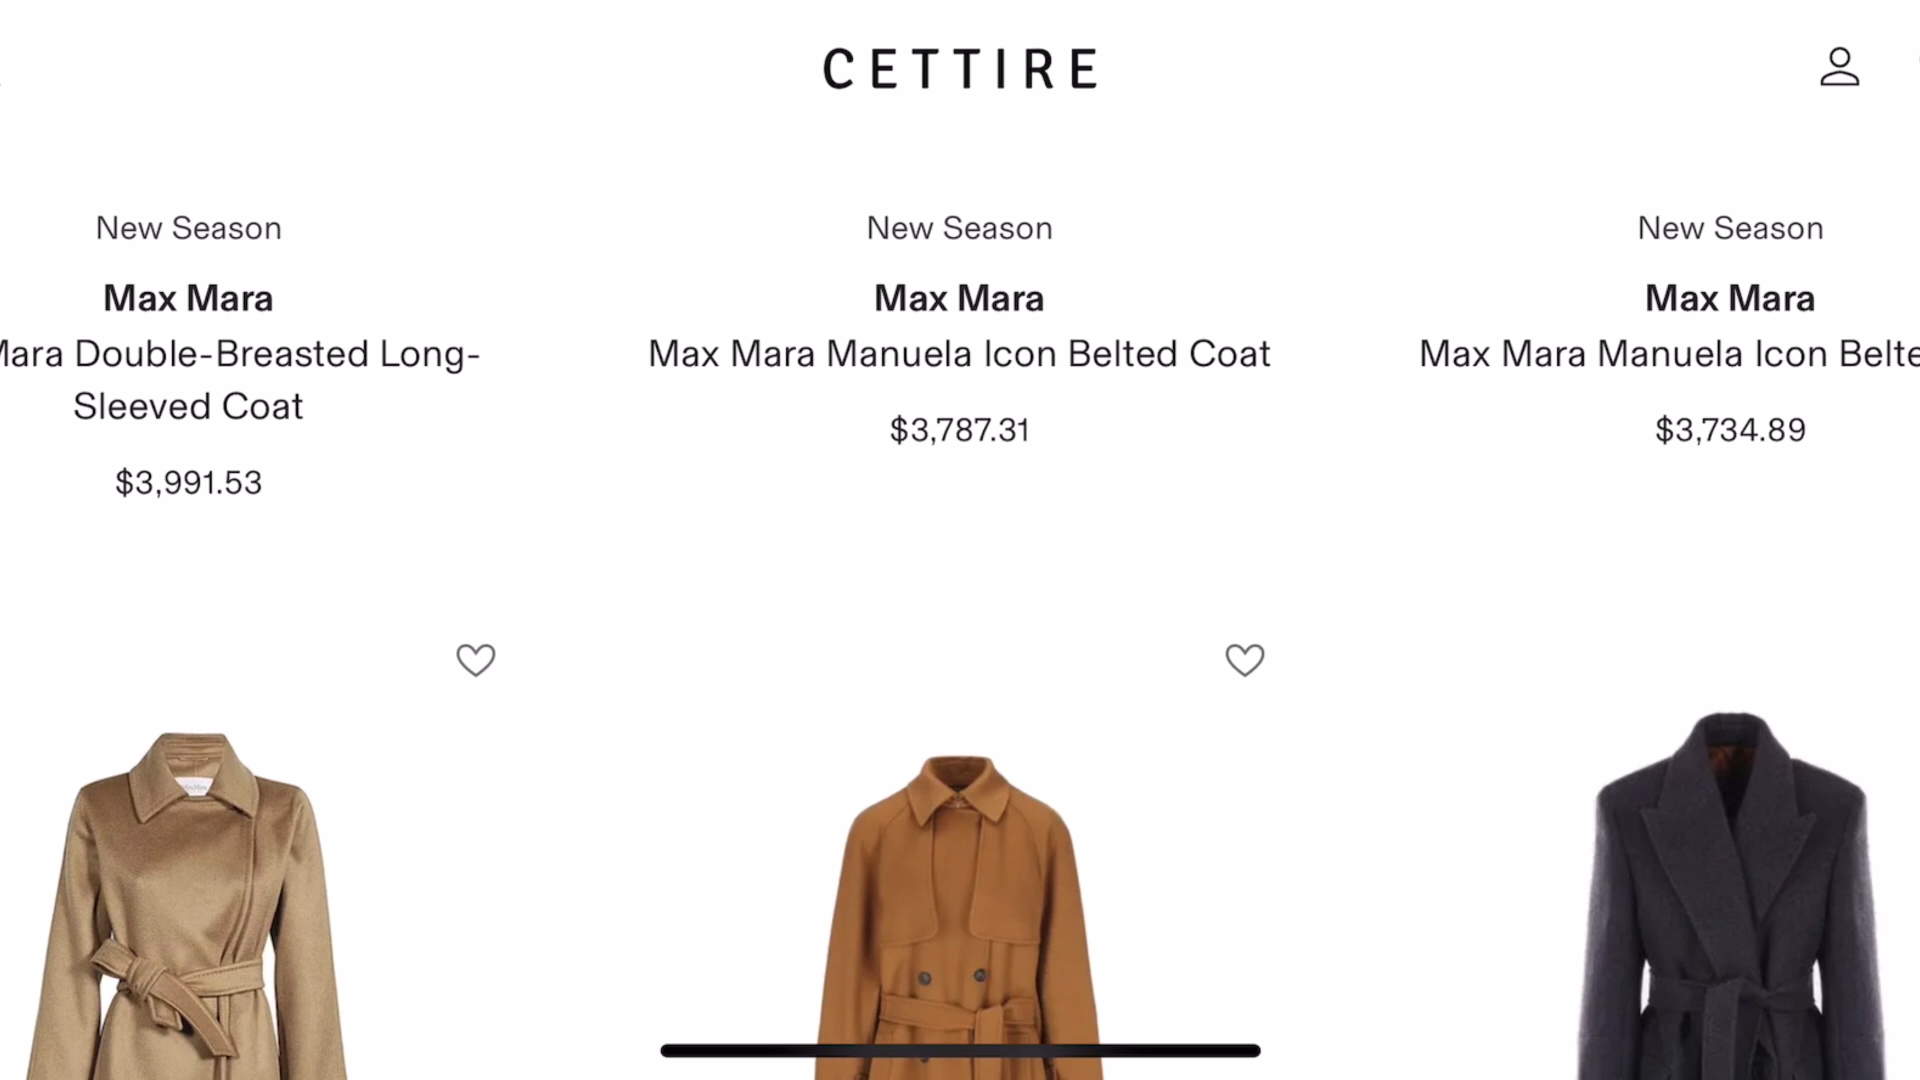 CETTIRE
New Season
Max Mara
Mara Double-Breasted Long-
Sleeved Coat
$3,991.53
New Season
Max Mara
Max Mara Manuela Icon Belted Coat
$3,787.31
New Season
Max Mara
Max Mara Manuela Icon Belte
$3,734.89